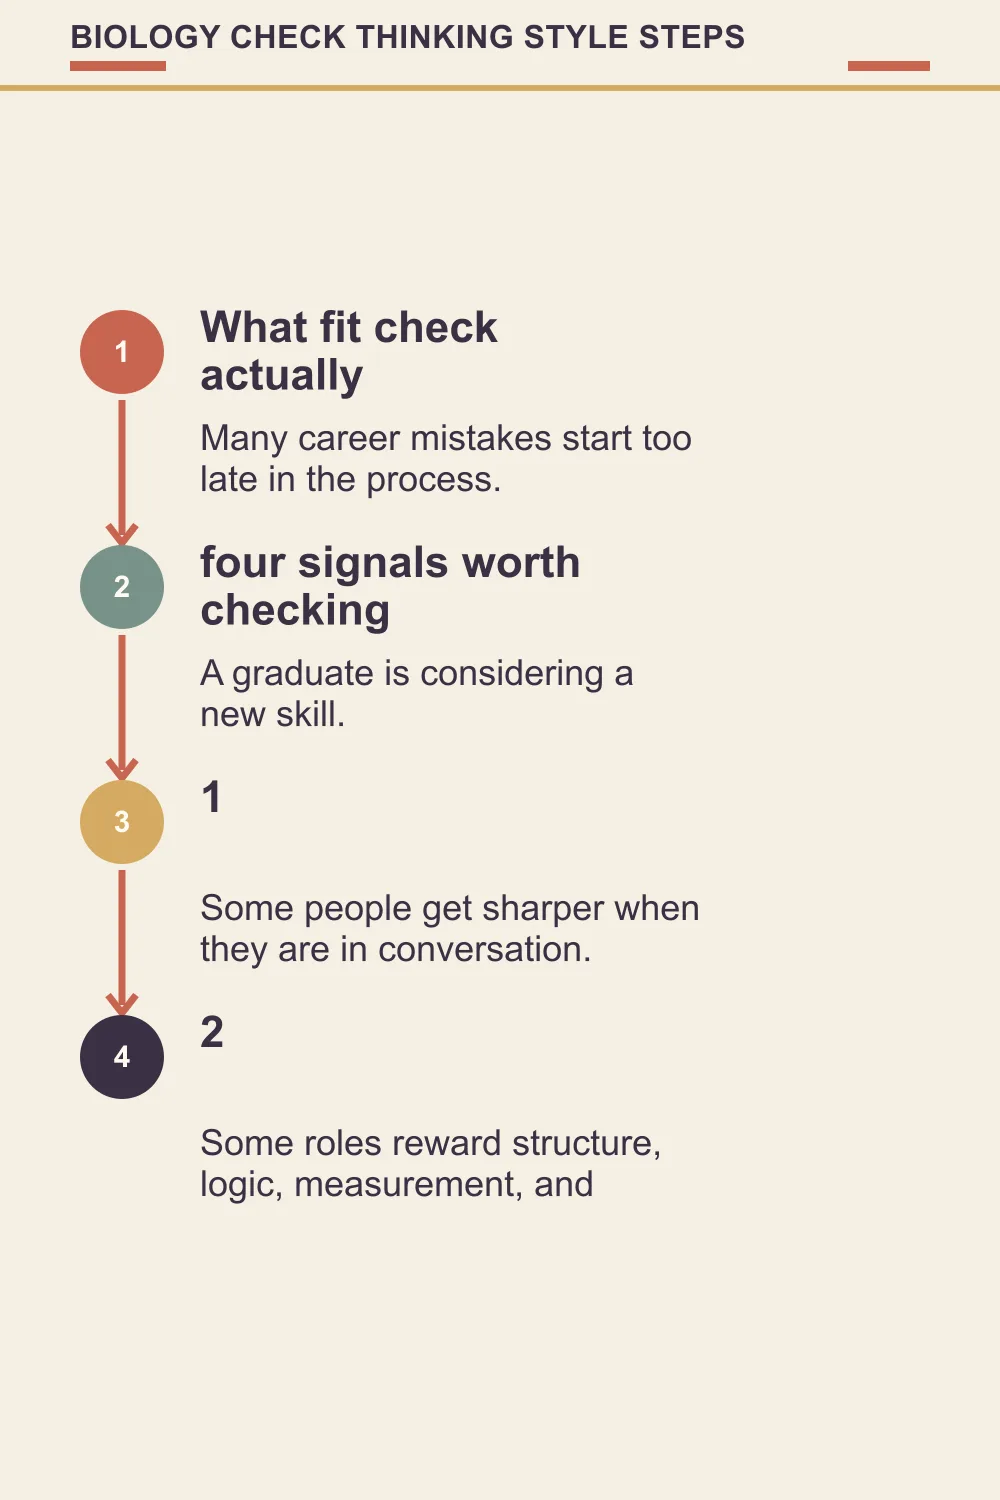 BIOLOGY CHECK THINKING STYLE STEPS
1
What fit check
actually
Many career mistakes start too
late in the process.
2
four signals worth
checking
A graduate is considering a
new skill.
3
1
Some people get sharper when
they are in conversation.
4
2
Some roles reward structure,
logic, measurement, and